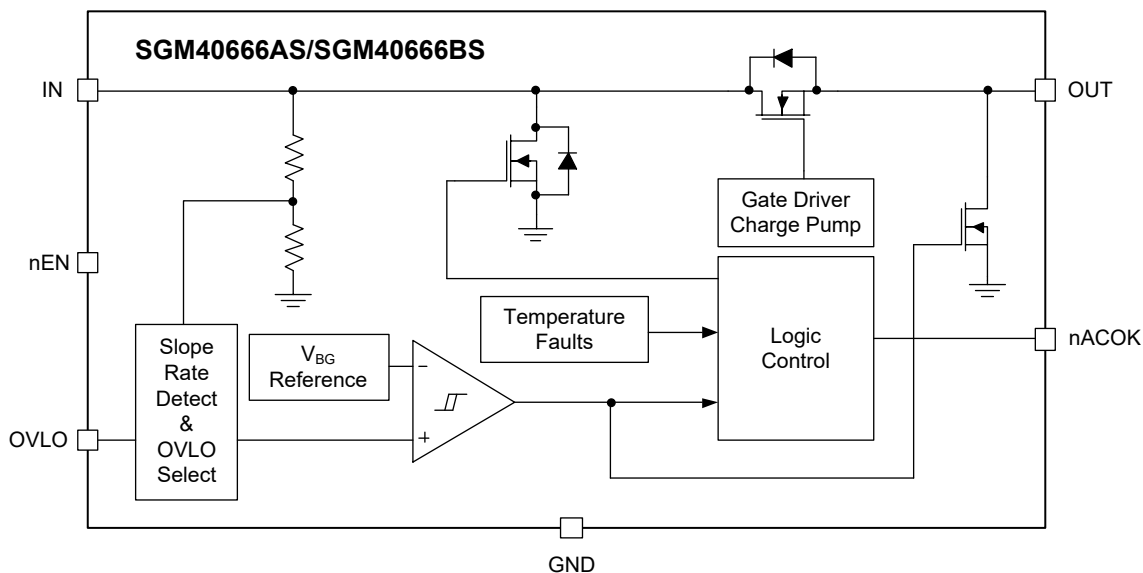 SGM40666AS/SGM40666BS
IN
OUT
Gate Driver
Charge Pump
nEN
Temperature
Faults
Logic
Control
nACOK
VBG
Reference
Slope
Rate
Detect
&
OVLO
Select
−
+
OVLO
GND